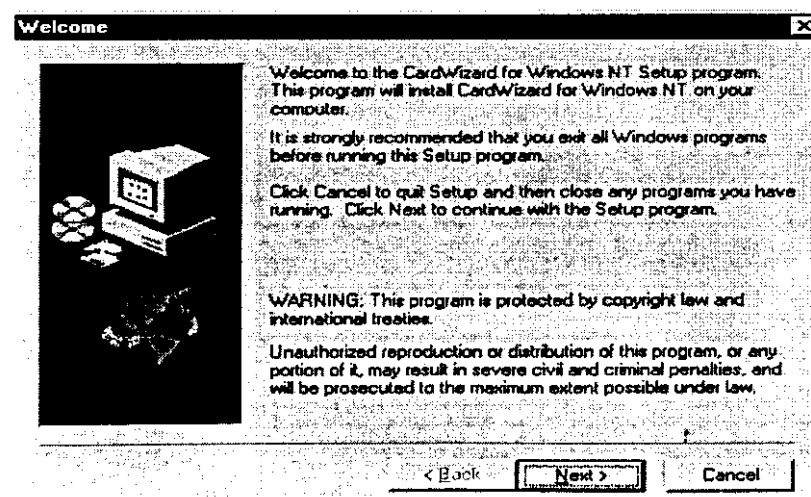 Welcome
Welcome to the CardWizard for Windows NT Setup program.
This program will install CardWizard for Windows NT on your
computer.
It is strongly recommended that you exit all Windows programs
before running this Setup program.
Click Cancel to quit Setup and then close any programs you have
running. Click Next to continue with the Setup program.
WARNING: This program is protected by copyright law and
international treaties.
Unauthorized reproduction or distribution of this program, or any
portion of it, may result in severe civil and criminal penalties, and
will be prosecuted to the maximum extent possible under law.
< Back Next > Cancel